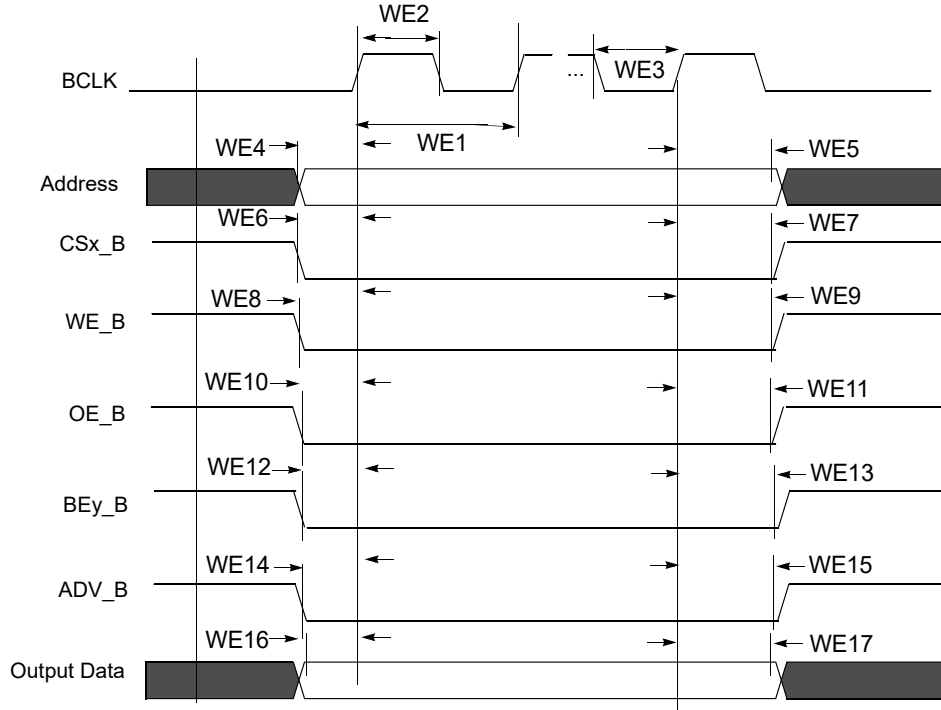 WE2
BCLK
...
WE3
WE1
WE4
WE5
Address
WE6
WE7
CSx_B
WE8
WE9
WE_B
WE10
WE11
OE_B
WE12
WE13
BEy_B
WE14
WE15
ADV_B
WE16
WE17
Output Data